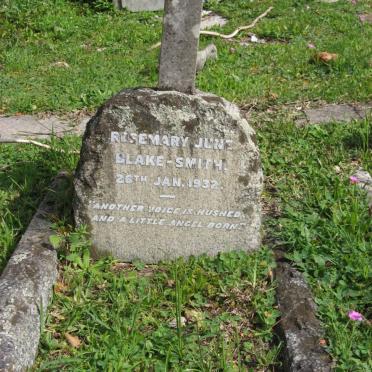 ROSEMARY JUNE
BLAKE-SMITH.
26TH JAN. 1932.
"ANOTHER VOICE IS HUSHED,
AND A LITTLE ANGEL BORN."